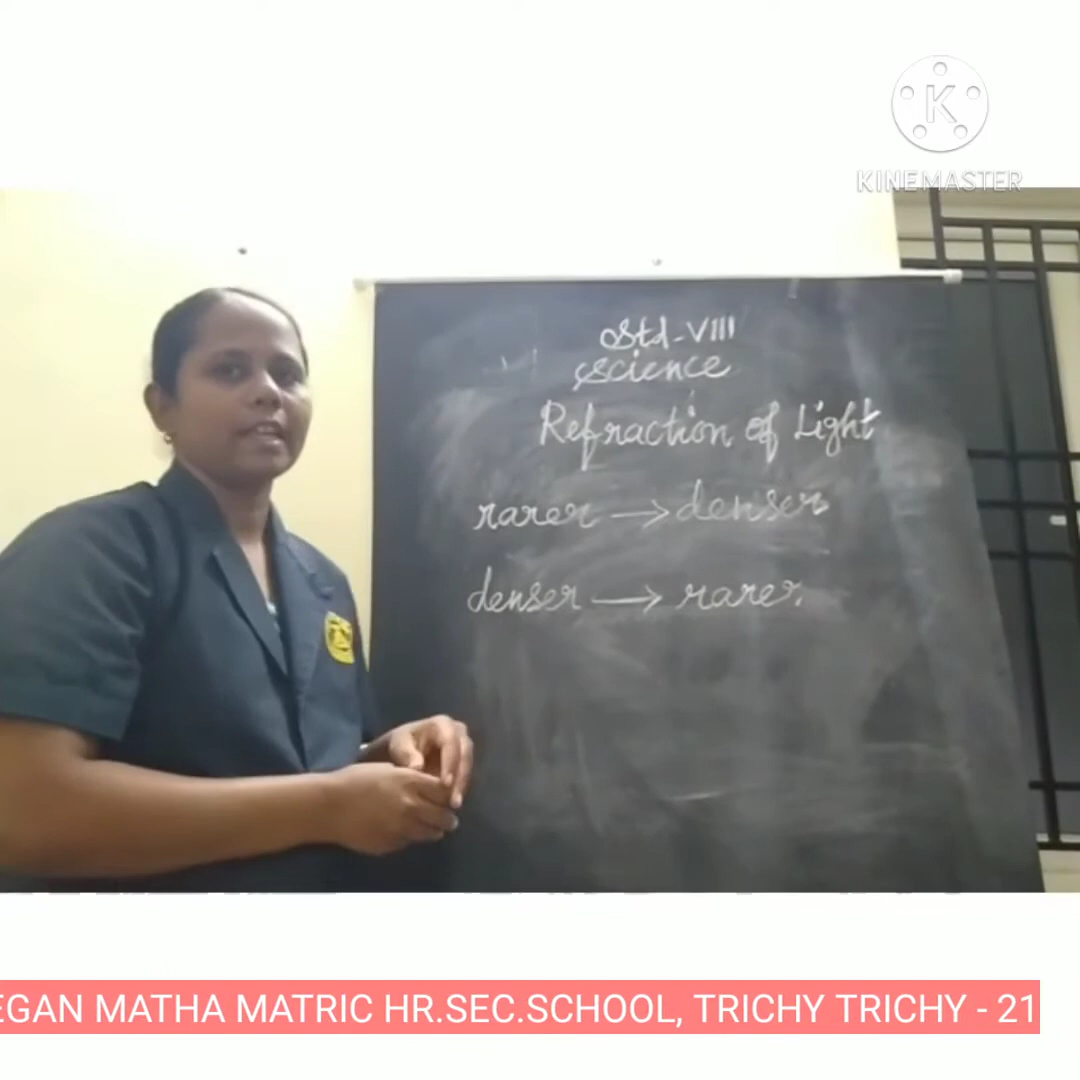 KINEMASTER
Std-VIII
Science
Refraction of Light
rarer → denser
denser → rarer
EGAN MATHA MATRIC HR.SEC.SCHOOL, TRICHY TRICHY - 21